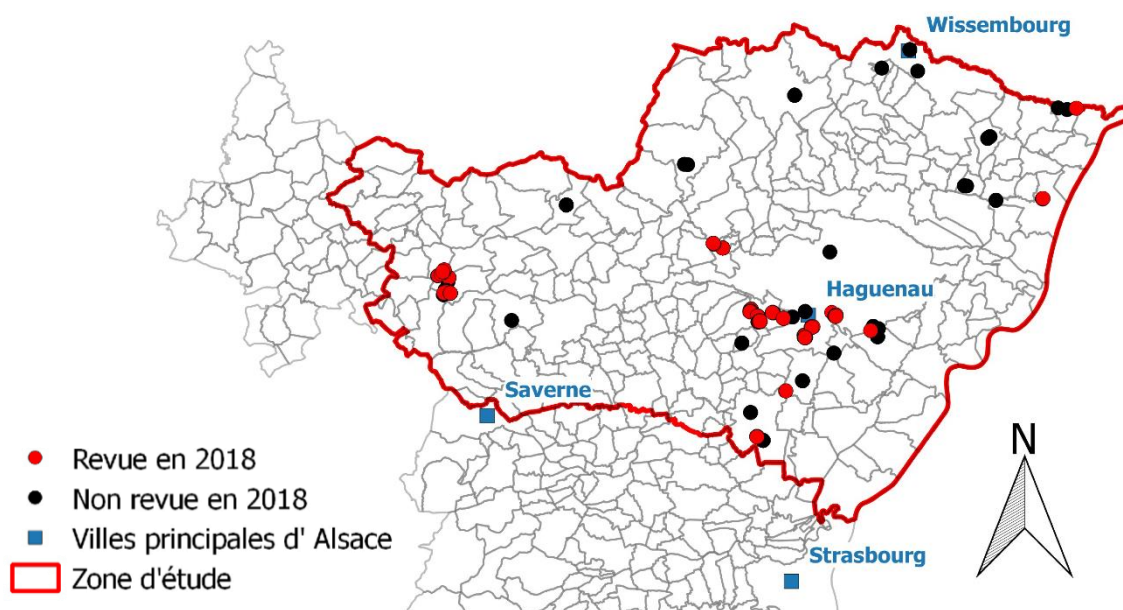 Wissembourg
Haguenau
Saverne
Strasbourg
N
Revue en 2018
Non revue en 2018
Villes principales d' Alsace
Zone d'étude